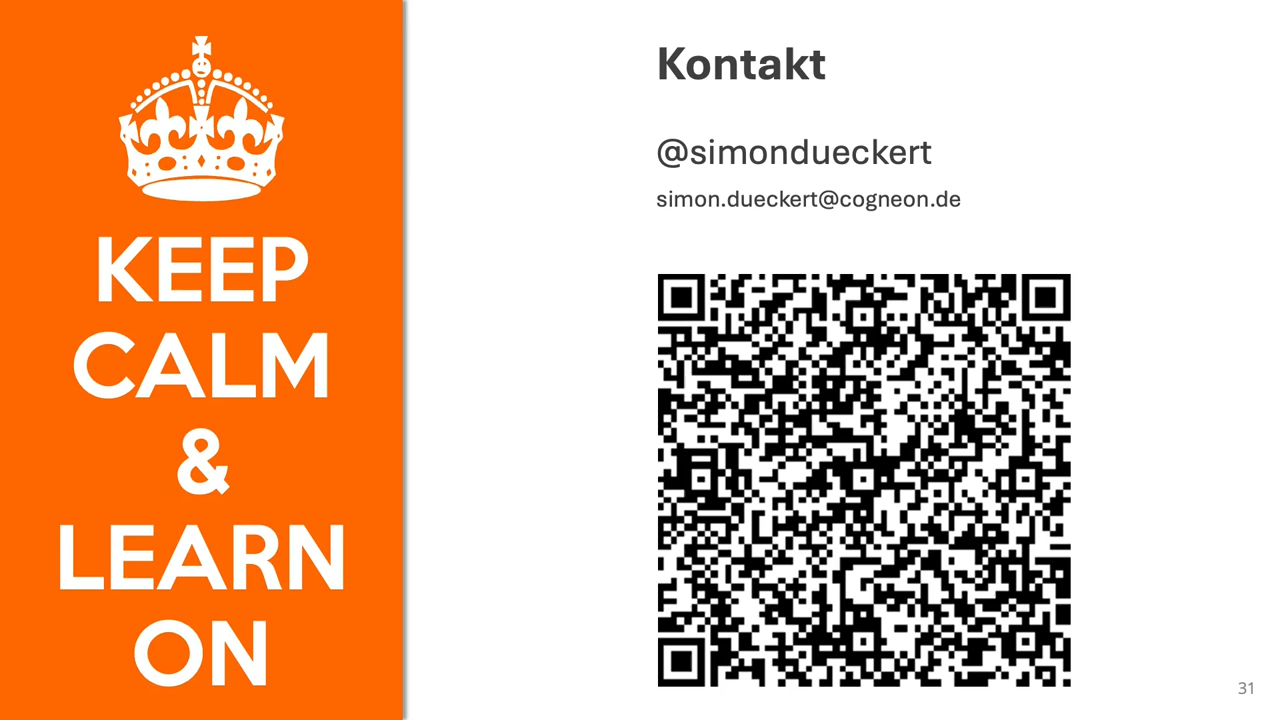 KEEP
CALM
&
LEARN
ON
Kontakt
@simondueckert
simon.dueckert@cogneon.de
31